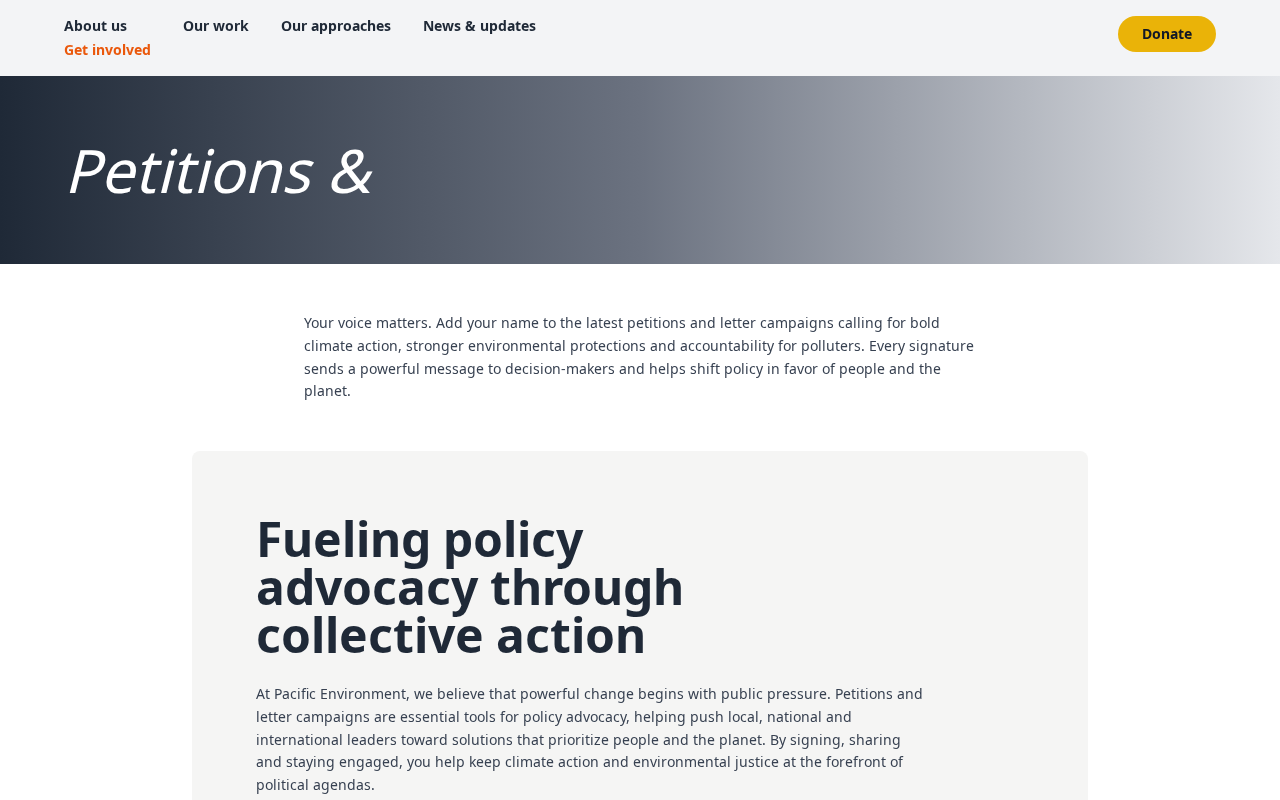 About us
Our work
Our approaches
News & updates
Get involved
Donate
Petitions &
Your voice matters. Add your name to the latest petitions and letter campaigns calling for bold
climate action, stronger environmental protections and accountability for polluters. Every signature
sends a powerful message to decision-makers and helps shift policy in favor of people and the
planet.
Fueling policy
advocacy through
collective action
At Pacific Environment, we believe that powerful change begins with public pressure. Petitions and
letter campaigns are essential tools for policy advocacy, helping push local, national and
international leaders toward solutions that prioritize people and the planet. By signing, sharing
and staying engaged, you help keep climate action and environmental justice at the forefront of
political agendas.